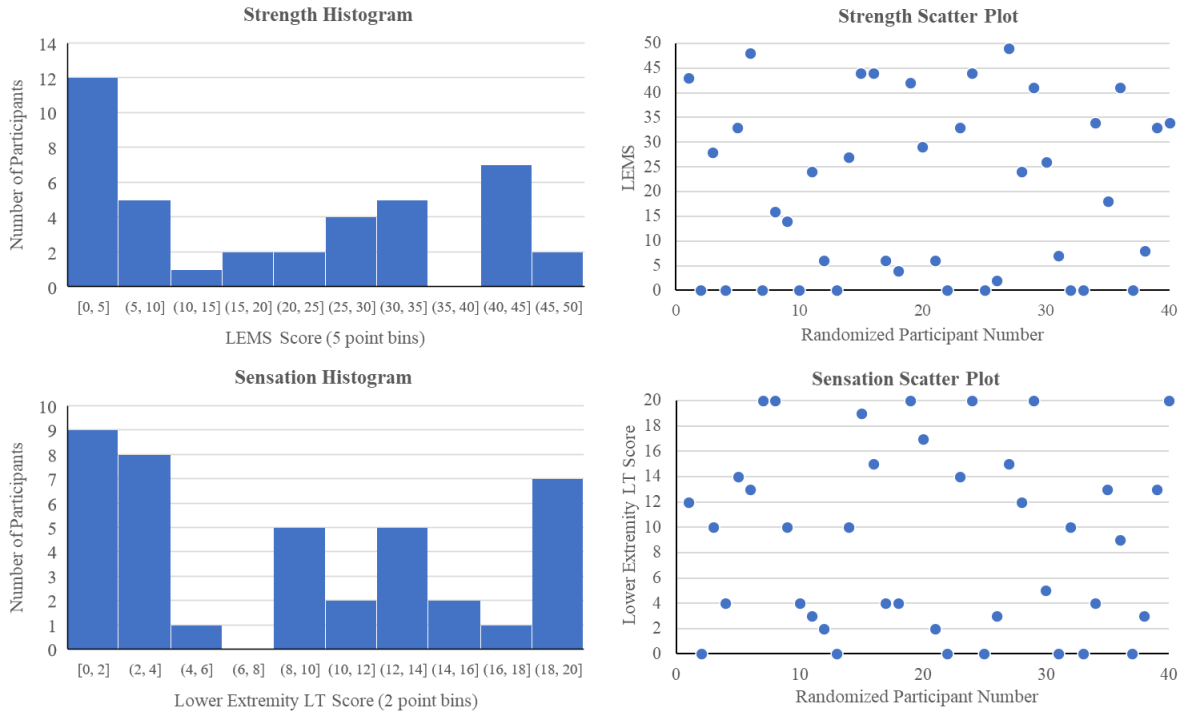 Strength Histogram
Number of Participants
14
12
10
8
6
4
2
0
[0, 5] (5, 10] (10, 15] (15, 20] (20, 25] (25, 30] (30, 35] (35, 40] (40, 45] (45, 50]
LEMS Score (5 point bins)
Strength Scatter Plot
LEMS
50
45
40
35
30
25
20
15
10
5
0
0 10 20 30 40
Randomized Participant Number
Sensation Histogram
Number of Participants
10
9
8
7
6
5
4
3
2
1
0
[0, 2] (2, 4] (4, 6] (6, 8] (8, 10] (10, 12] (12, 14] (14, 16] (16, 18] (18, 20]
Lower Extremity LT Score (2 point bins)
Sensation Scatter Plot
Lower Extremity LT Score
20
18
16
14
12
10
8
6
4
2
0
0 10 20 30 40
Randomized Participant Number